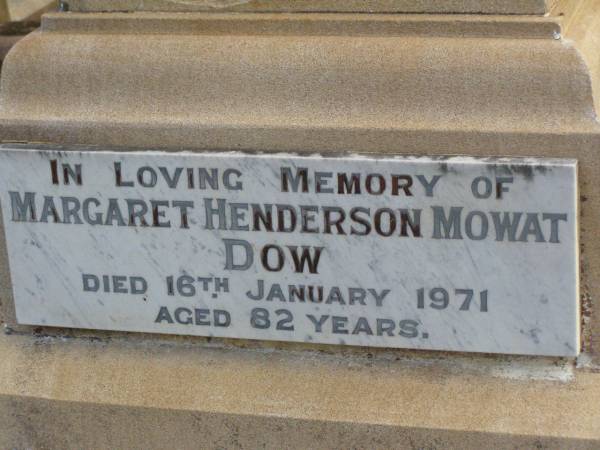 IN LOVING MEMORY OF
MARGARET HENDERSON MOWAT
DOW
DIED 16TH JANUARY 1971
AGED 82 YEARS.